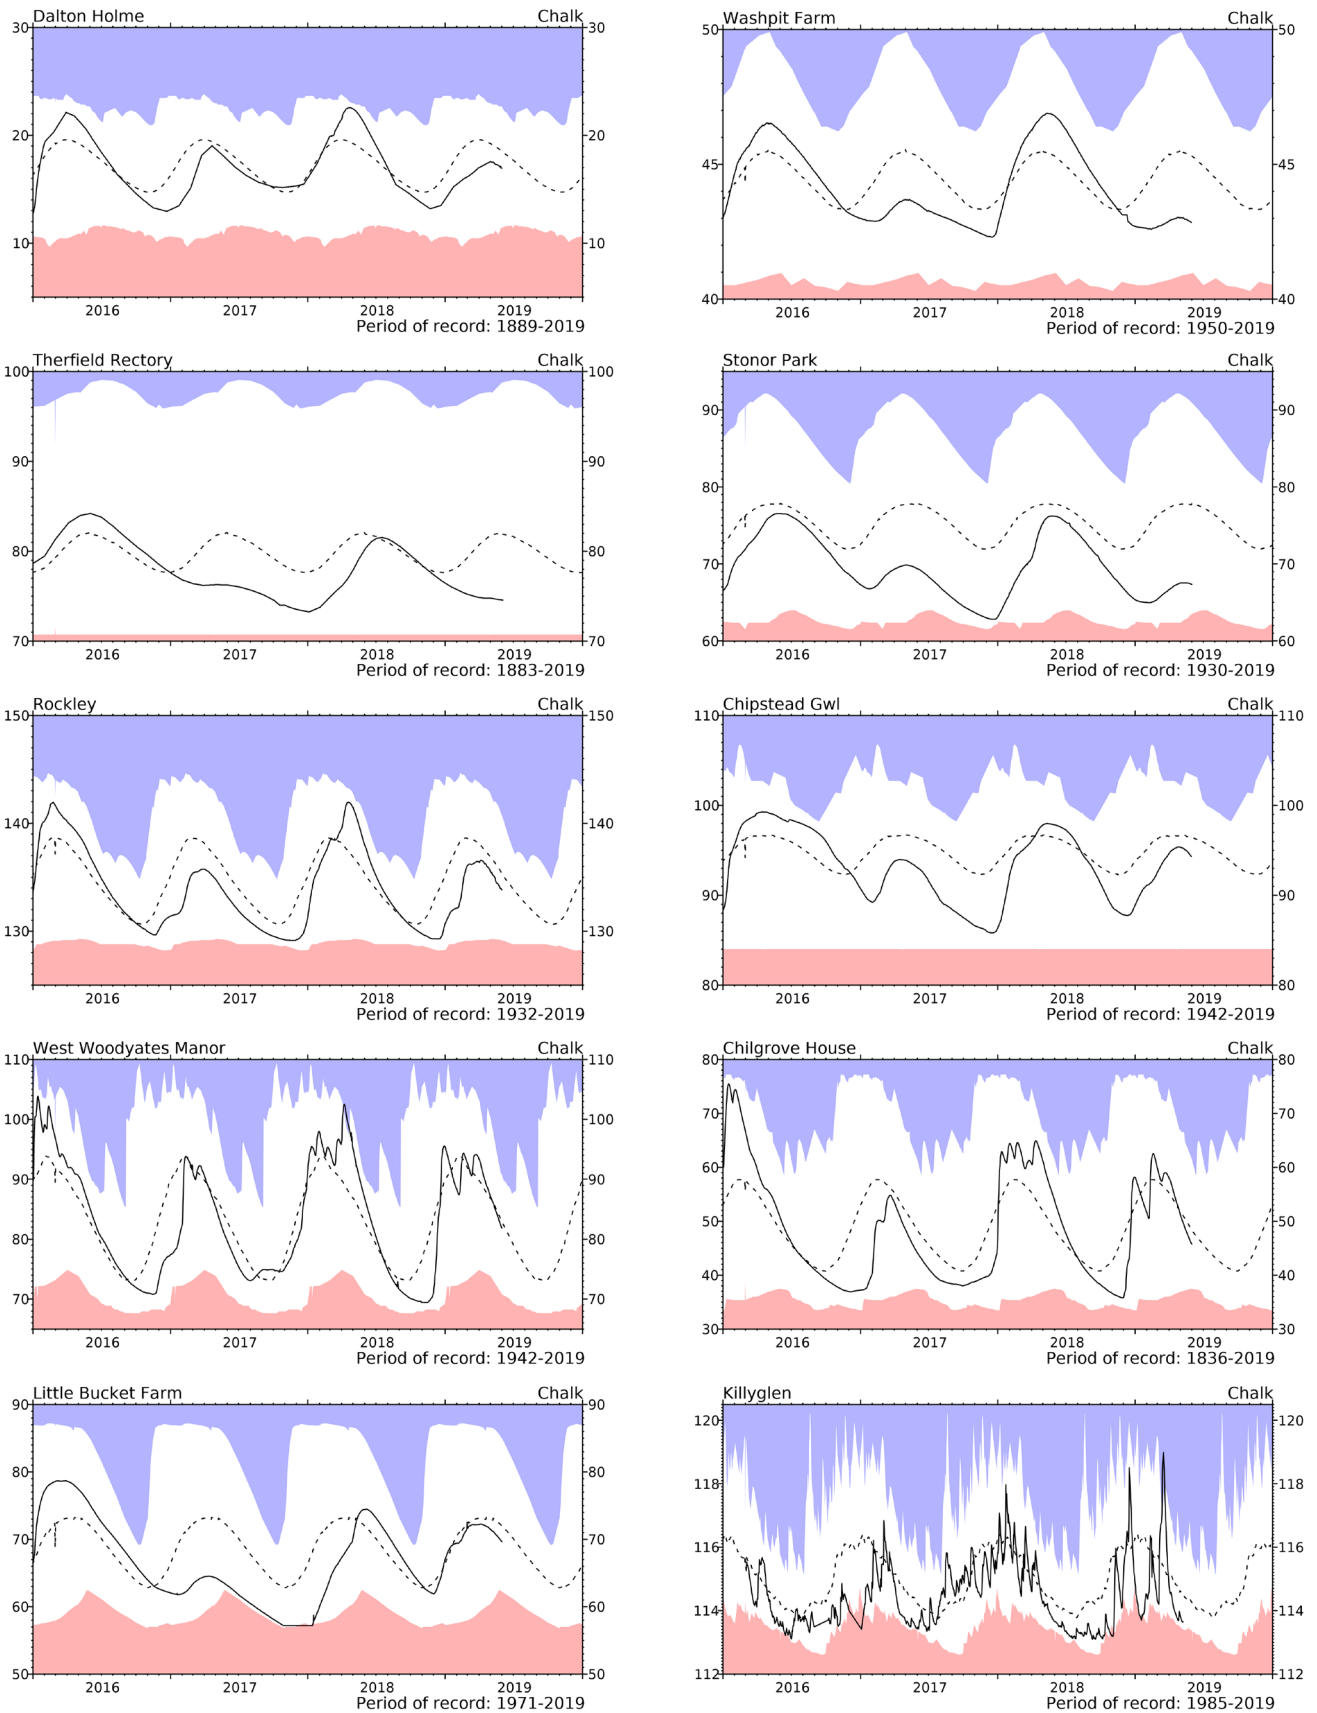 Dalton Holme Chalk
30 30
20 20
10 10
2016 2017 2018 2019
Period of record: 1889-2019
Washpit Farm Chalk
50 50
45 45
40 40
2016 2017 2018 2019
Period of record: 1950-2019
Therfield Rectory Chalk
100 100
90 90
80 80
70 70
2016 2017 2018 2019
Period of record: 1883-2019
Stonor Park Chalk
90 90
80 80
70 70
60 60
2016 2017 2018 2019
Period of record: 1930-2019
Rockley Chalk
150 150
140 140
130 130
2016 2017 2018 2019
Period of record: 1932-2019
Chipstead Gwl Chalk
110 110
100 100
90 90
80 80
2016 2017 2018 2019
Period of record: 1942-2019
West Woodyates Manor Chalk
110 110
100 100
90 90
80 80
70 70
2016 2017 2018 2019
Period of record: 1942-2019
Chilgrove House Chalk
80 80
70 70
60 60
50 50
40 40
30 30
2016 2017 2018 2019
Period of record: 1836-2019
Little Bucket Farm Chalk
90 90
80 80
70 70
60 60
50 50
2016 2017 2018 2019
Period of record: 1971-2019
Killyglen Chalk
120 120
118 118
116 116
114 114
112 112
2016 2017 2018 2019
Period of record: 1985-2019